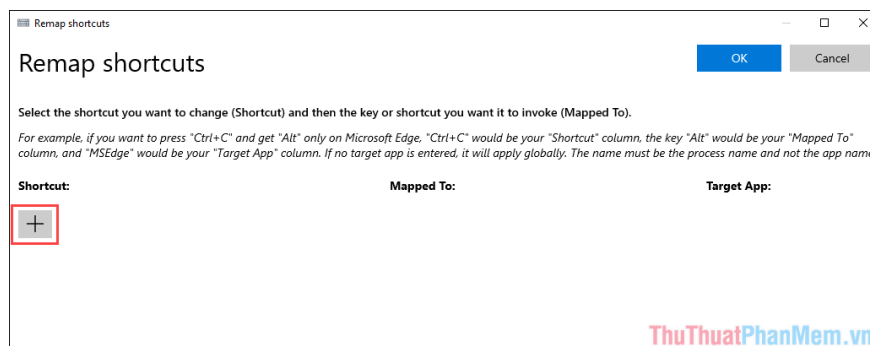 Remap shortcuts
Remap shortcuts
OK
Cancel
Select the shortcut you want to change (Shortcut) and then the key or shortcut you want it to invoke (Mapped To).
For example, if you want to press "Ctrl+C" and get "Alt" only on Microsoft Edge, "Ctrl+C" would be your "Shortcut" column, the key "Alt" would be your "Mapped To"
column, and "MSEdge" would be your "Target App" column. If no target app is entered, it will apply globally. The name must be the process name and not the app name
Shortcut:
Mapped To:
Target App:
ThuThuatPhanMem.vn